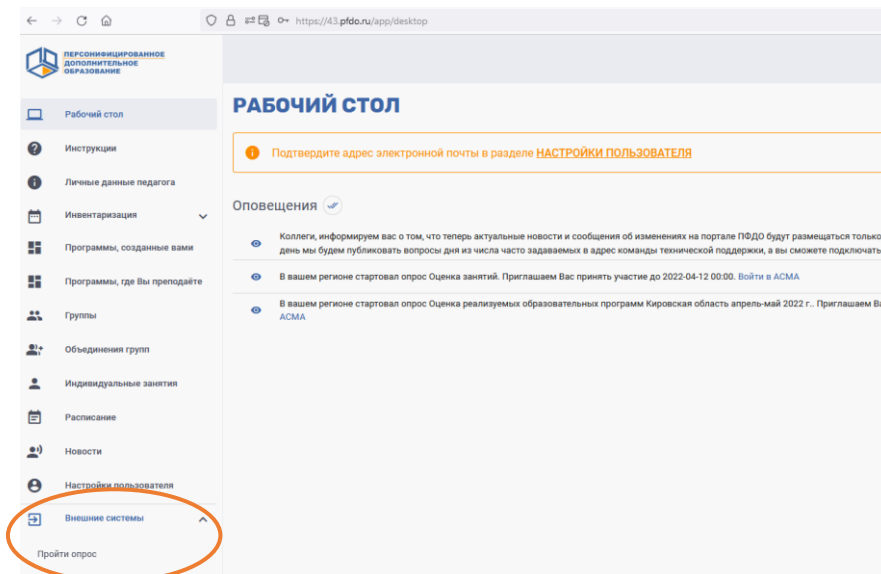 https://43.pfdo.ru/app/desktop
ПЕРСОНИФИЦИРОВАННОЕ
ДОПОЛНИТЕЛЬНОЕ
ОБРАЗОВАНИЕ
Рабочий стол
Инструкции
Личные данные педагога
Инвентаризация
Программы, созданные вами
Программы, где Вы преподаёте
Группы
Объединения групп
Индивидуальные занятия
Расписание
Новости
Настройки пользователя
Внешние системы
Пройти опрос
РАБОЧИЙ СТОЛ
Подтвердите адрес электронной почты в разделе НАСТРОЙКИ ПОЛЬЗОВАТЕЛЯ
Оповещения
Коллеги, информируем вас о том, что теперь актуальные новости и сообщения об изменениях на портале ПФДО будут размещаться только
день мы будем публиковать вопросы дня из числа часто задаваемых в адрес команды технической поддержки, а вы сможете подключать
В вашем регионе стартовал опрос Оценка занятий. Приглашаем Вас принять участие до 2022-04-12 00:00. Войти в АСМА
В вашем регионе стартовал опрос Оценка реализуемых образовательных программ Кировская область апрель-май 2022 г.. Приглашаем Ва
АСМА